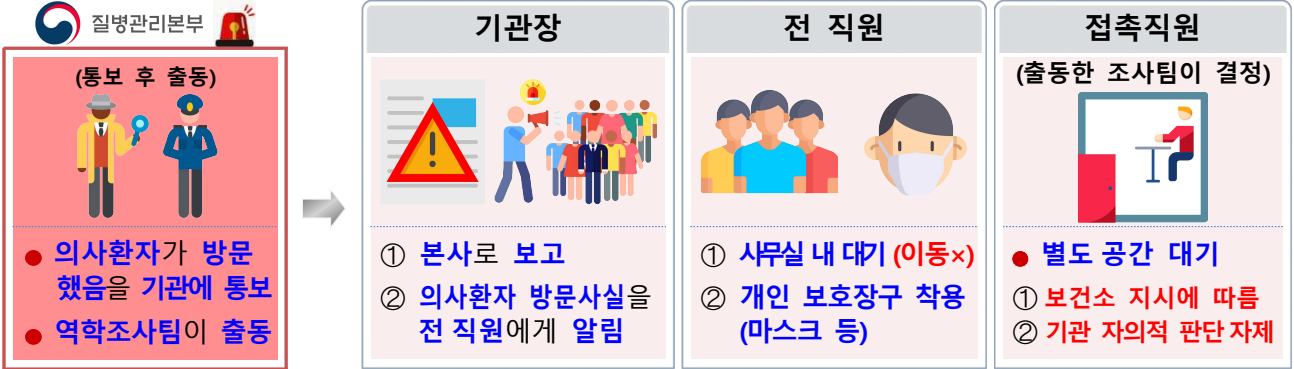 질병관리본부
(통보 후 출동)
● 의사환자가 방문
했음을 기관에 통보
● 역학조사팀이 출동
기관장
① 본사로 보고
② 의사환자 방문사실을
전 직원에게 알림
전 직원
① 사무실 내 대기 (이동×)
② 개인 보호장구 착용
(마스크 등)
접촉직원
(출동한 조사팀이 결정)
● 별도 공간 대기
① 보건소 지시에 따름
② 기관 자의적 판단 자제